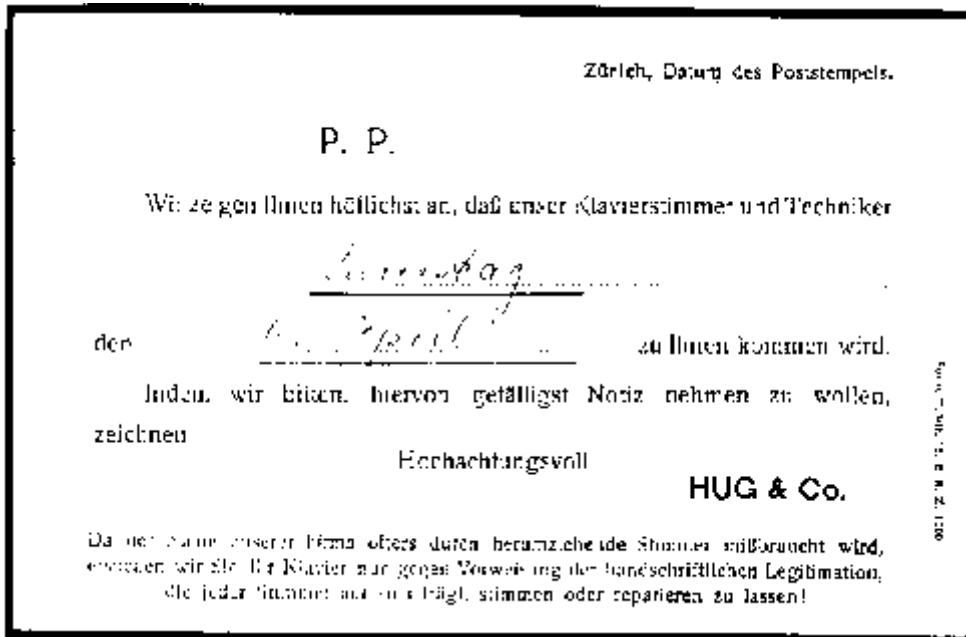 Zürich, Datum des Poststempels.
P. P.
Wir zeigen Ihnen höflichst an, daß unser Klavierstimmer und Techniker
den April zu Ihnen kommen wird.
Indem wir bitten, hiervon gefälligst Notiz nehmen zu wollen,
zeichnen
Hochachtungsvoll
HUG & Co.
Da der Name unserer Firma öfters durch herumziehende Stimmer mißbraucht wird,
ersuchen wir Sie, Ihr Klavier nur gegen Vorweisung der handschriftlichen Legitimation,
die jeder Stimmer auf sich trägt, stimmen oder reparieren zu lassen!